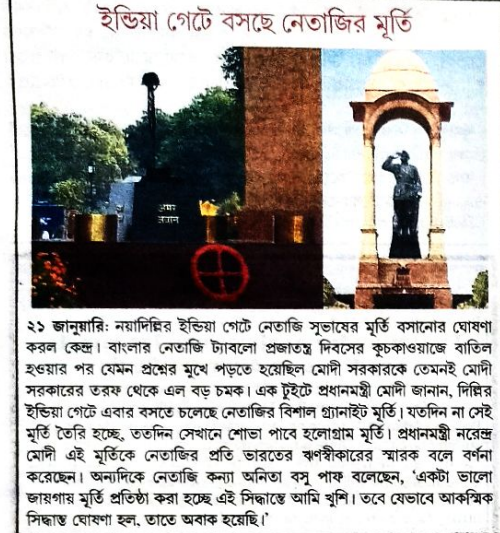 ইন্ডিয়া গেটে বসছে নেতাজির মূর্তি
অমর
জওয়ান
২১ জানুয়ারি: নয়াদিল্লির ইন্ডিয়া গেটে নেতাজি সুভাষের মূর্তি বসানোর ঘোষণা
করল কেন্দ্র। বাংলার নেতাজি ট্যাবলো প্রজাতন্ত্র দিবসের কুচকাওয়াজে বাতিল
হওয়ার পর যেমন প্রশ্নের মুখে পড়তে হয়েছিল মোদী সরকারকে তেমনই মোদী
সরকারের তরফ থেকে এল বড় চমক। এক টুইটে প্রধানমন্ত্রী মোদী জানান, দিল্লির
ইন্ডিয়া গেটে এবার বসতে চলেছে নেতাজির বিশাল গ্র্যানাইট মূর্তি। যতদিন না সেই
মূর্তি তৈরি হচ্ছে, ততদিন সেখানে শোভা পাবে হলোগ্রাম মূর্তি। প্রধানমন্ত্রী নরেন্দ্র
মোদী এই মূর্তিকে নেতাজির প্রতি ভারতের ঋণস্বীকারের স্মারক বলে বর্ণনা
করেছেন। অন্যদিকে নেতাজি কন্যা অনিতা বসু পাফ বলেছেন, ‘একটা ভালো
জায়গায় মূর্তি প্রতিষ্ঠা করা হচ্ছে এই সিদ্ধান্তে আমি খুশি। তবে যেভাবে আকস্মিক
সিদ্ধান্ত ঘোষণা হল, তাতে অবাক হয়েছি।’